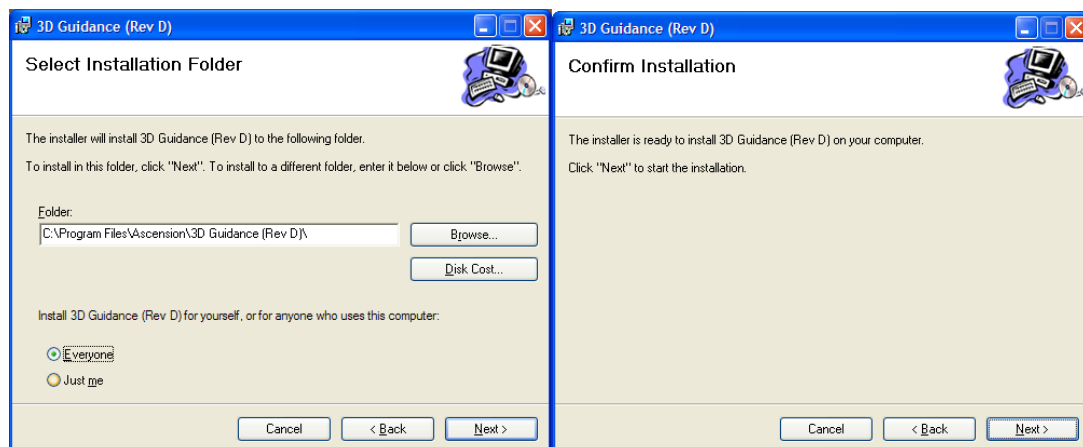 3D Guidance (Rev D)
Select Installation Folder
The installer will install 3D Guidance (Rev D) to the following folder.
To install in this folder, click "Next". To install to a different folder, enter it below or click "Browse".
Folder:
C:\Program Files\Ascension\3D Guidance (Rev D)\
Browse...
Disk Cost...
Install 3D Guidance (Rev D) for yourself, or for anyone who uses this computer:
Everyone
Just me
Cancel
< Back
Next >
3D Guidance (Rev D)
Confirm Installation
The installer is ready to install 3D Guidance (Rev D) on your computer.
Click "Next" to start the installation.
Cancel
< Back
Next >